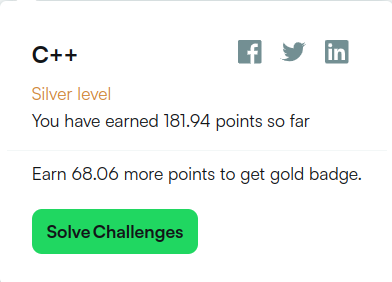 C++
Silver level
You have earned 181.94 points so far
Earn 68.06 more points to get gold badge.
Solve Challenges